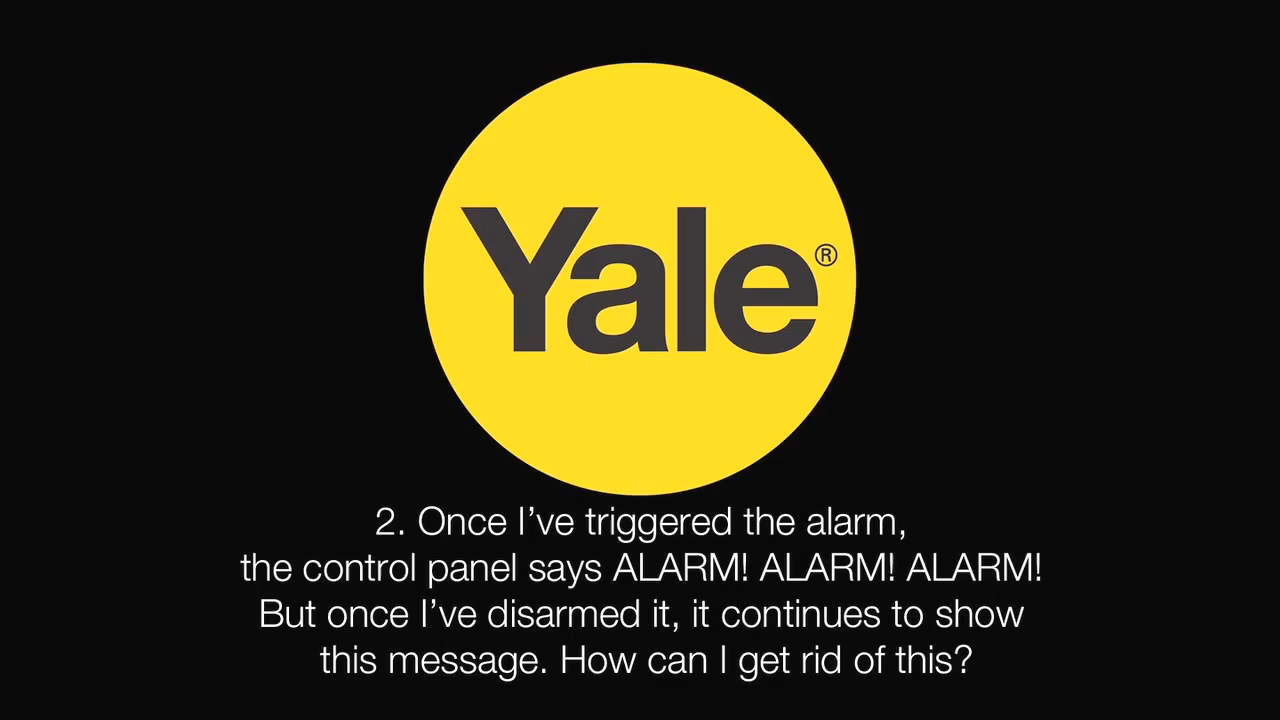 Yale®
2. Once I’ve triggered the alarm,
the control panel says ALARM! ALARM! ALARM!
But once I’ve disarmed it, it continues to show
this message. How can I get rid of this?